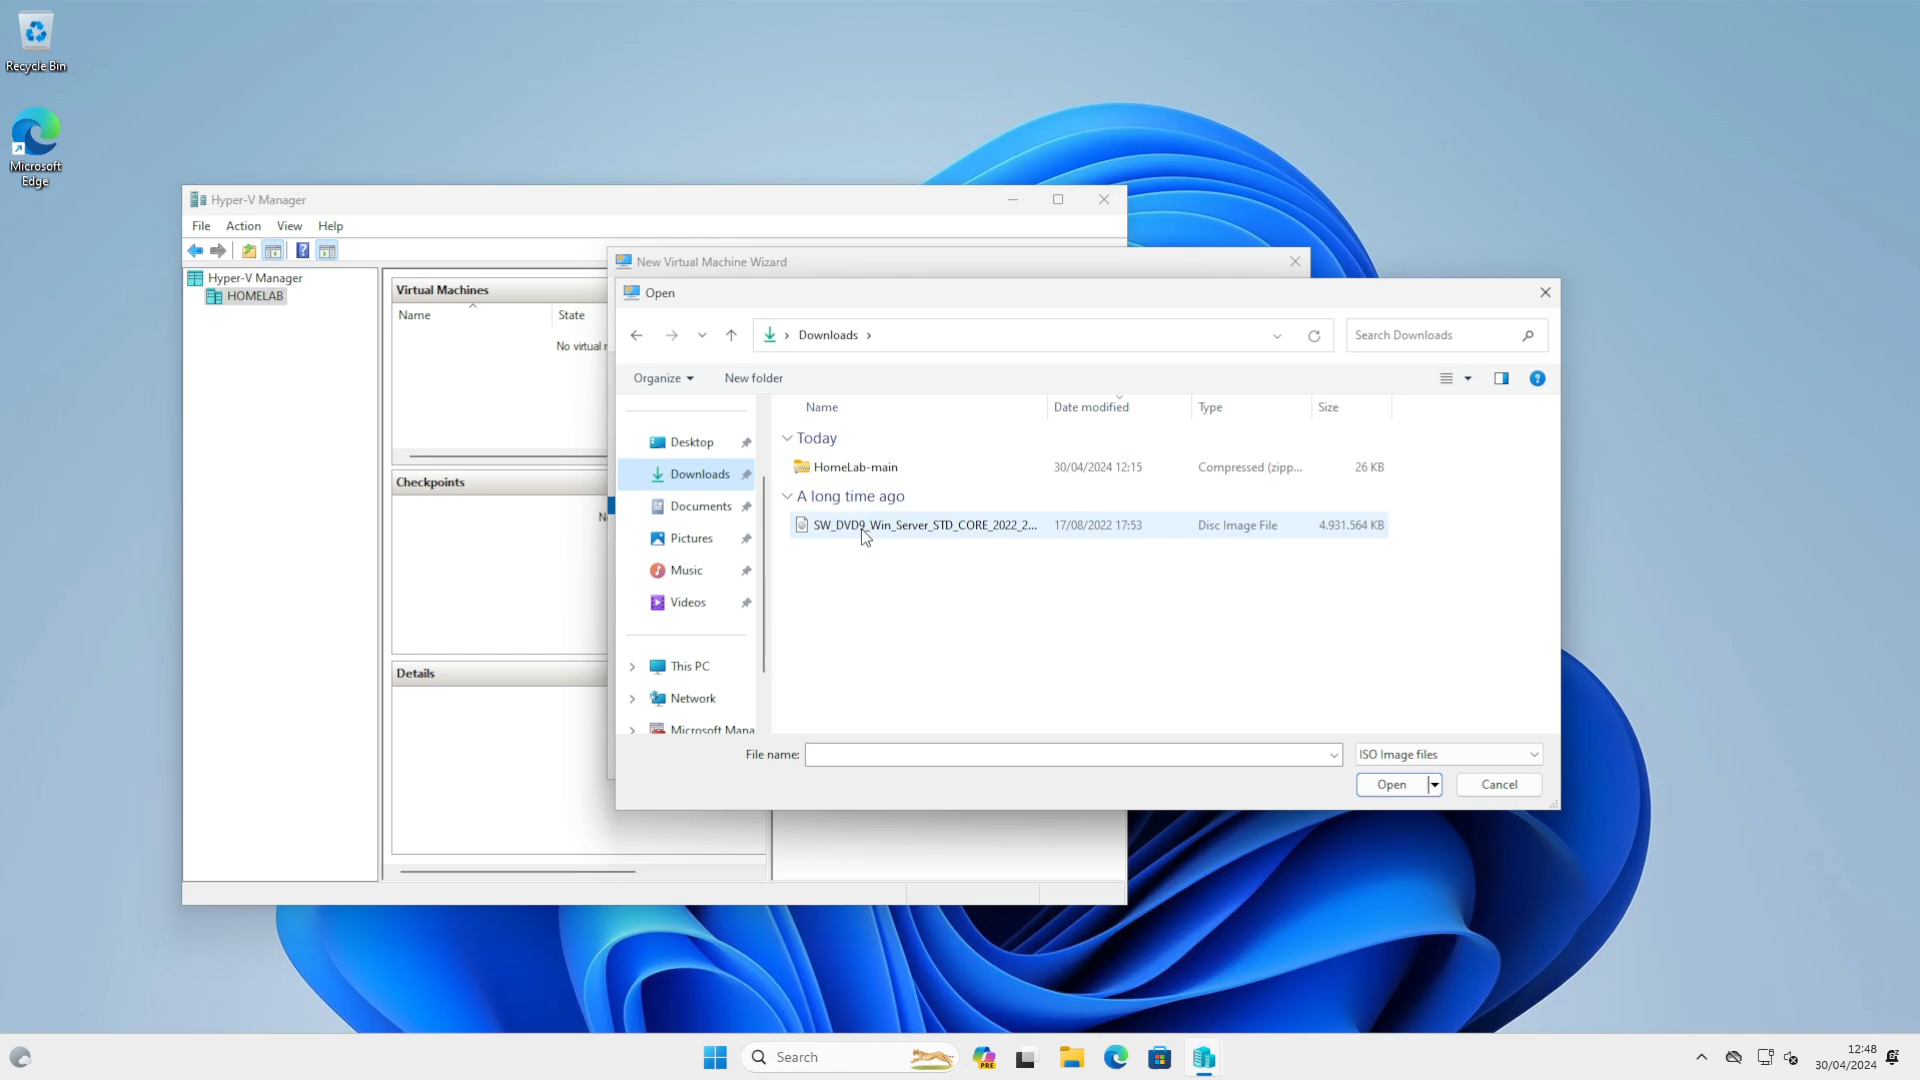 Recycle Bin
Microsoft
Edge
Hyper-V Manager
File Action View Help
Hyper-V Manager
HOMELAB
Virtual Machines
Name State
No virtual
Checkpoints
Details
New Virtual Machine Wizard
Open
Downloads
Search Downloads
Organize New folder
Name Date modified Type Size
Today
HomeLab-main 30/04/2024 12:15 Compressed (zipp... 26 KB
A long time ago
SW_DVD9_Win_Server_STD_CORE_2022_2... 17/08/2022 17:53 Disc Image File 4.931.564 KB
Desktop
Downloads
Documents
Pictures
Music
Videos
This PC
Network
Microsoft Mana
File name: ISO Image files
Open Cancel
Search
PRE
12:48
30/04/2024